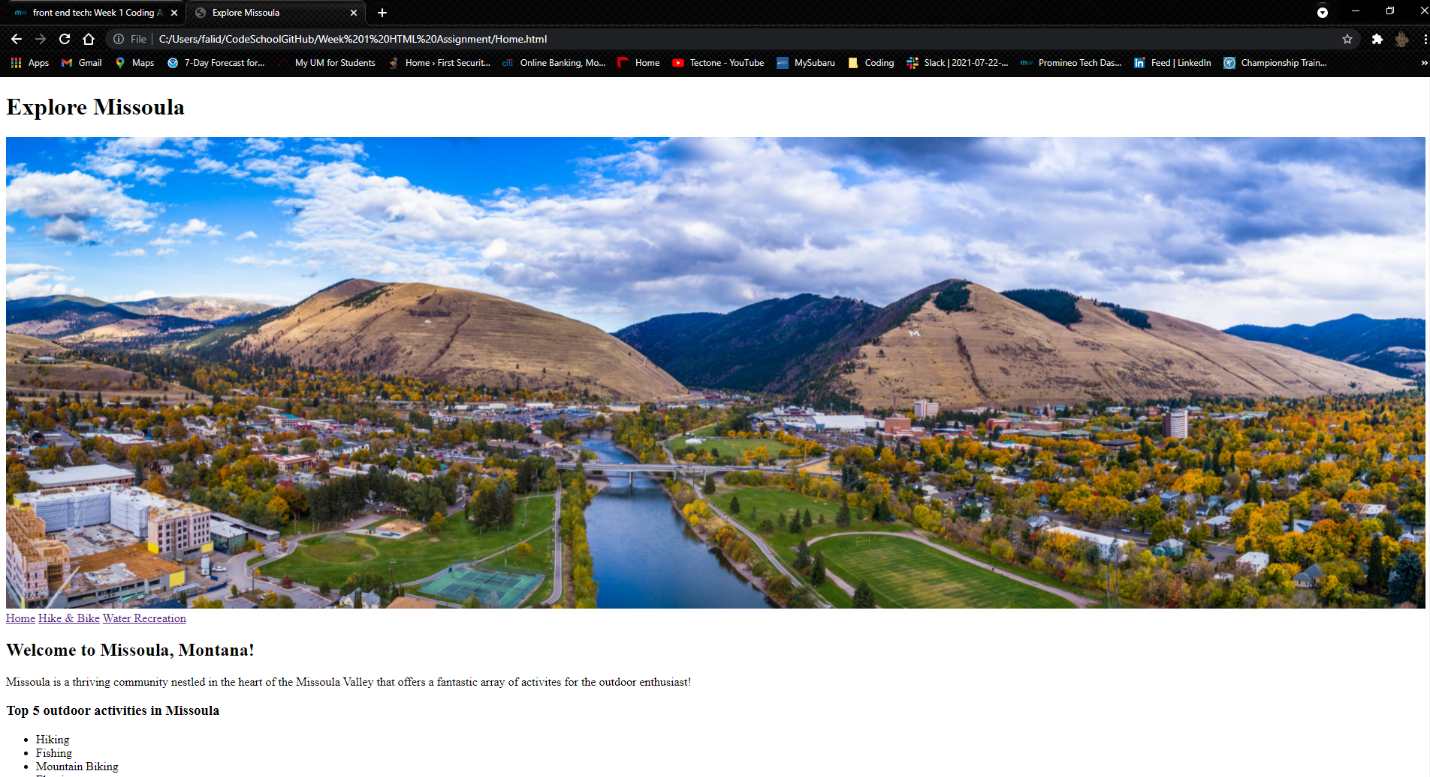 front end tech: Week 1 Coding A
Explore Missoula
File
C:/Users/falid/CodeSchoolGitHub/Week%201%20HTML%20Assignment/Home.html
Apps
Gmail
Maps
7-Day Forecast for...
My UM for Students
Home › First Securit...
citi
Online Banking, Mo...
Home
Tectone - YouTube
MySubaru
Coding
Slack | 2021-07-22-...
Promineo Tech Das...
Feed | LinkedIn
Championship Train...
»
Explore Missoula
M
Home Hike & Bike Water Recreation
Welcome to Missoula, Montana!
Missoula is a thriving community nestled in the heart of the Missoula Valley that offers a fantastic array of activites for the outdoor enthusiast!
Top 5 outdoor activities in Missoula
• Hiking
• Fishing
• Mountain Biking